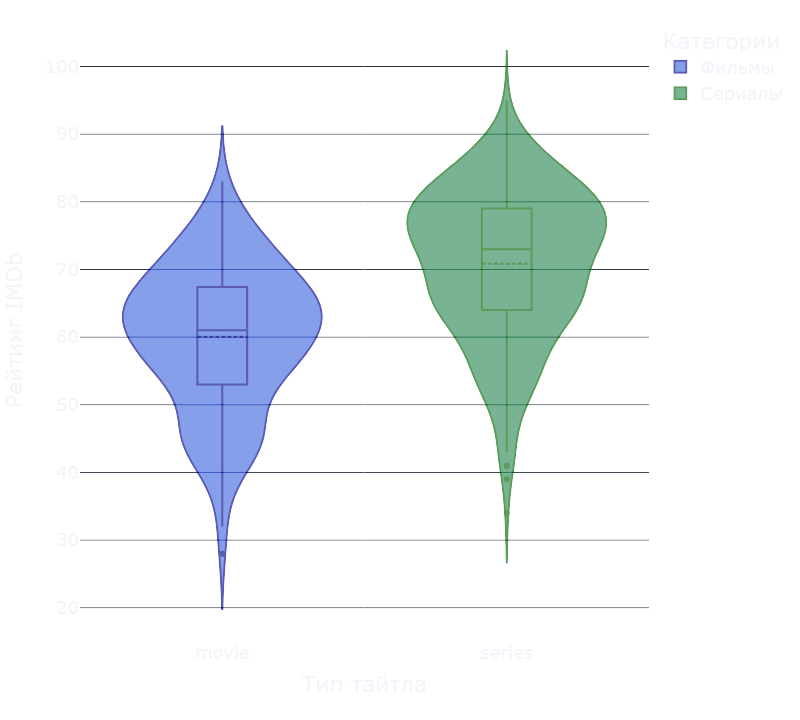 Категории
Фильмы
Сериалы
100
90
80
70
60
50
40
30
20
Рейтинг IMDb
movie
series
Тип тайтла